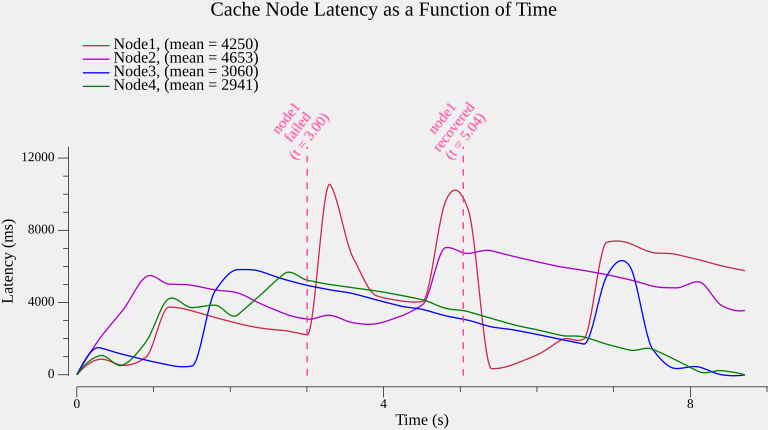 Cache Node Latency as a Function of Time
Node1, (mean = 4250)
Node2, (mean = 4653)
Node3, (mean = 3060)
Node4, (mean = 2941)
node1
failed
(t = 3.00)
node1
recovered
(t = 5.04)
12000
8000
4000
0
Latency (ms)
0
4
8
Time (s)